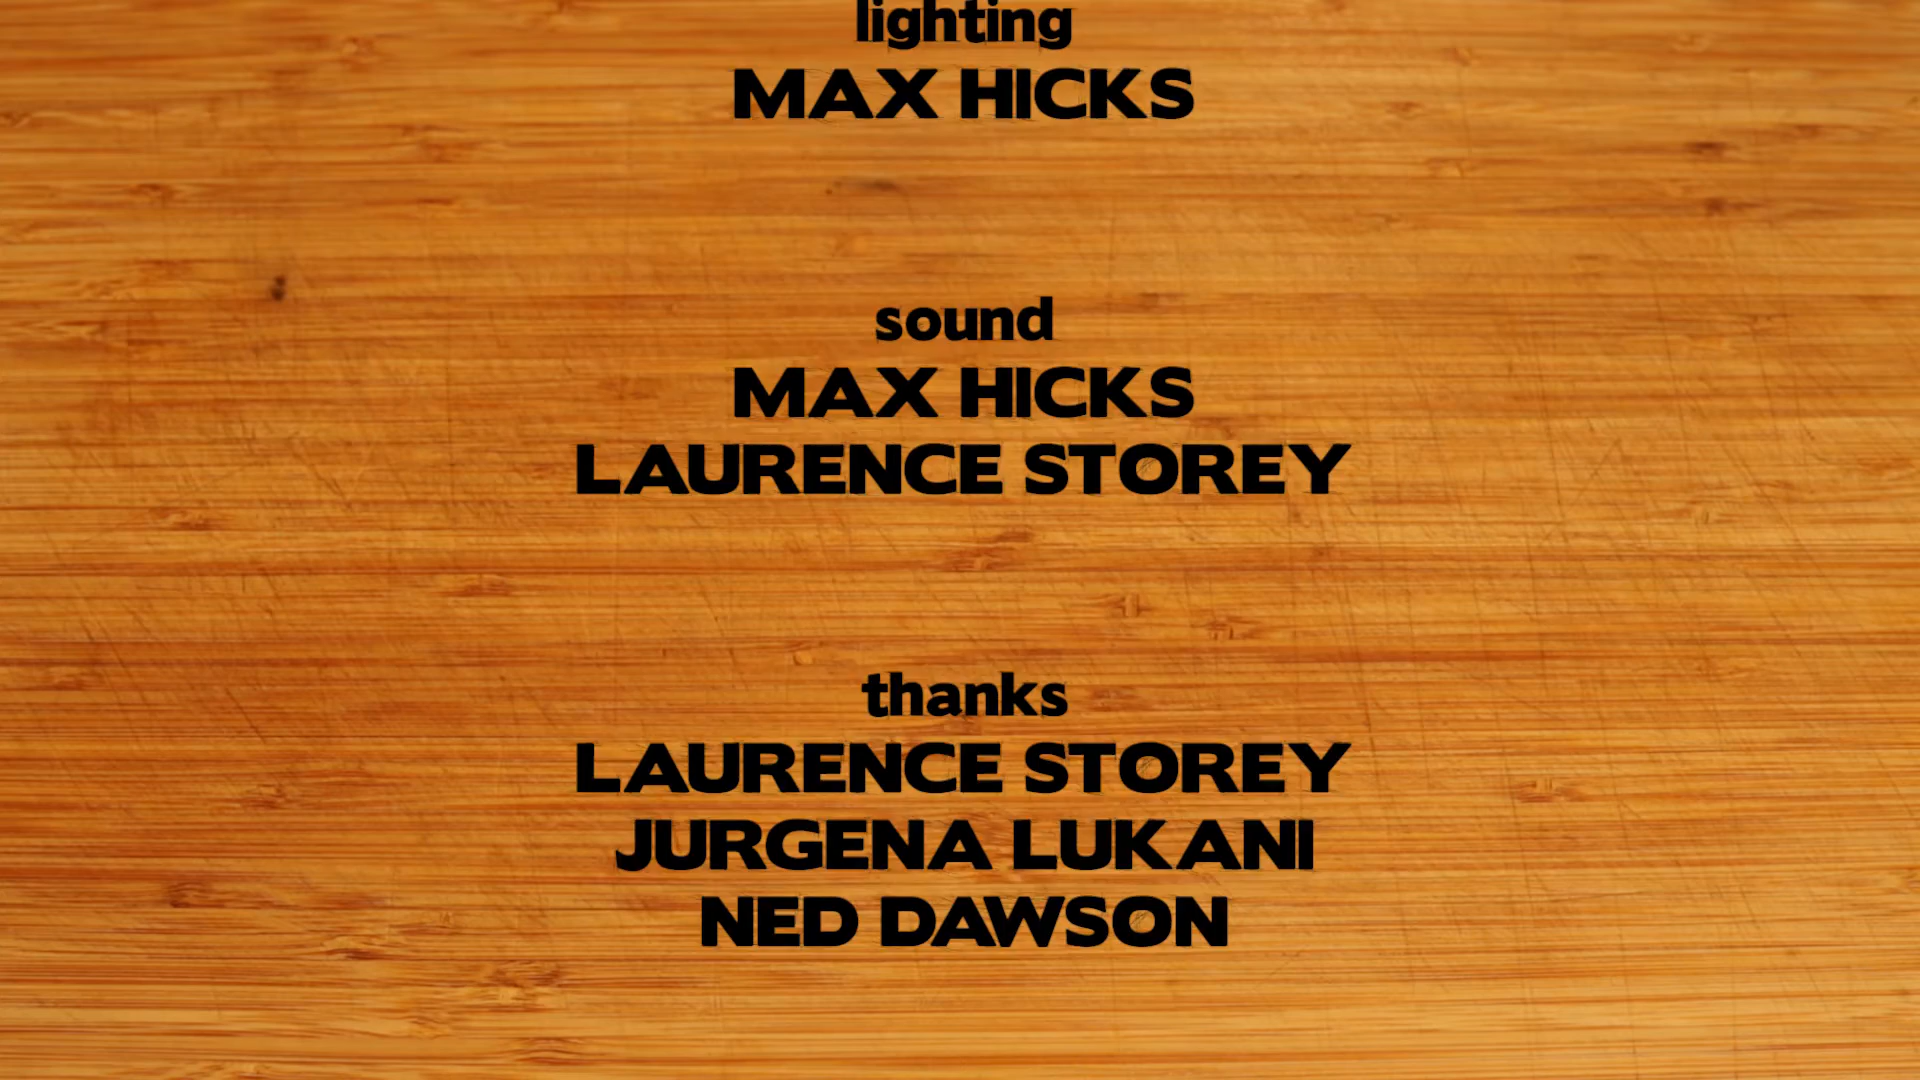 lighting
MAX HICKS
sound
MAX HICKS
LAURENCE STOREY
thanks
LAURENCE STOREY
JURGENA LUKANI
NED DAWSON